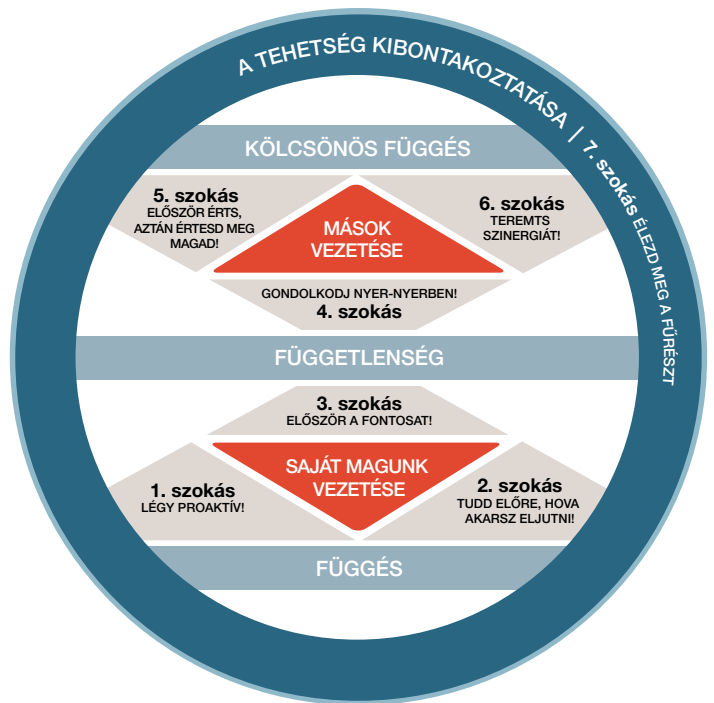 A TEHETSÉG KIBONTAKOZTATÁSA | 7. szokás ÉLEZD MEG A FŰRÉSZT
KÖLCSÖNÖS FÜGGÉS
5. szokás
ELŐSZÖR ÉRTS,
AZTÁN ÉRTESD MEG
MAGAD!
MÁSOK
VEZETÉSE
6. szokás
TEREMTS
SZINERGIÁT!
GONDOLKODJ NYER-NYERBEN!
4. szokás
FÜGGETLENSÉG
3. szokás
ELŐSZÖR A FONTOSAT!
1. szokás
LÉGY PROAKTÍV!
SAJÁT MAGUNK
VEZETÉSE
2. szokás
TUDD ELŐRE, HOVA
AKARSZ ELJUTNI!
FÜGGÉS